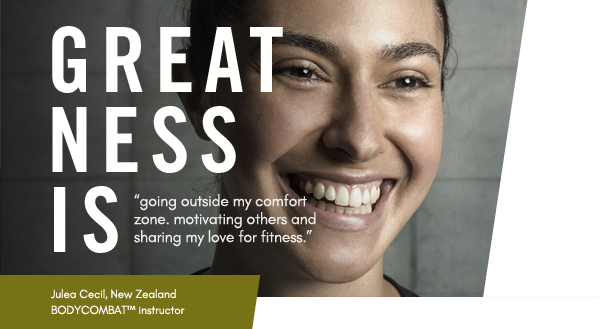 GREAT
NESS
IS
“going outside my comfort
zone. motivating others and
sharing my love for fitness.”
Julea Cecil, New Zealand
BODYCOMBAT™ instructor